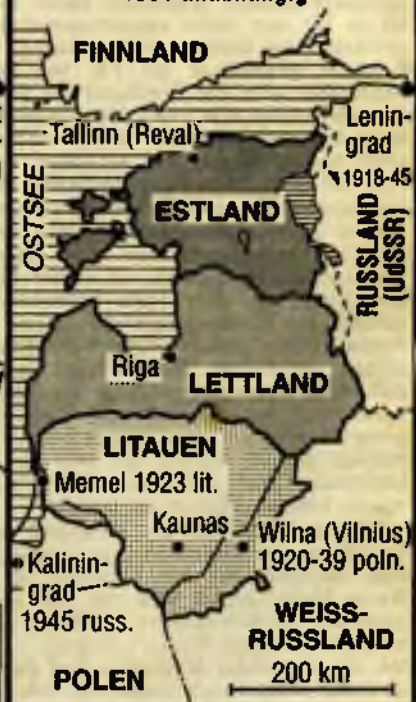 FINNLAND
Lenin-
grad
Tallinn (Reval)
1918-45
OSTSEE
ESTLAND
RUSSLAND
(UdSSR)
Riga
LETTLAND
LITAUEN
Memel 1923 lit.
Kaunas
Wilna (Vilnius)
1920-39 poln.
Kalinin-
grad
1945 russ.
WEISS-
RUSSLAND
POLEN
200 km